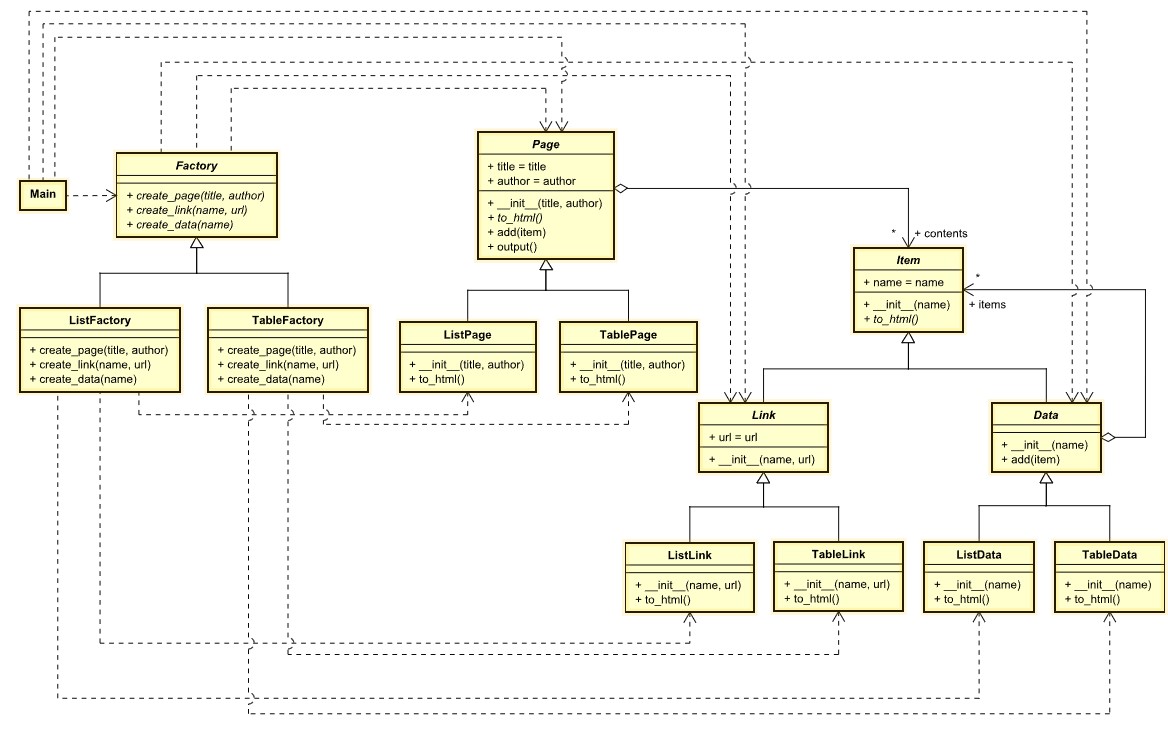 Main
Factory
+ create_page(title, author)
+ create_link(name, url)
+ create_data(name)
Page
+ title = title
+ author = author
+ __init__(title, author)
+ to_html()
+ add(item)
+ output()
* + contents
Item
+ name = name
+ __init__(name)
+ to_html()
*
+ items
ListFactory
+ create_page(title, author)
+ create_link(name, url)
+ create_data(name)
TableFactory
+ create_page(title, author)
+ create_link(name, url)
+ create_data(name)
ListPage
+ __init__(title, author)
+ to_html()
TablePage
+ __init__(title, author)
+ to_html()
Link
+ url = url
+ __init__(name, url)
Data
+ __init__(name)
+ add(item)
ListLink
+ __init__(name, url)
+ to_html()
TableLink
+ __init__(name, url)
+ to_html()
ListData
+ __init__(name)
+ to_html()
TableData
+ __init__(name)
+ to_html()